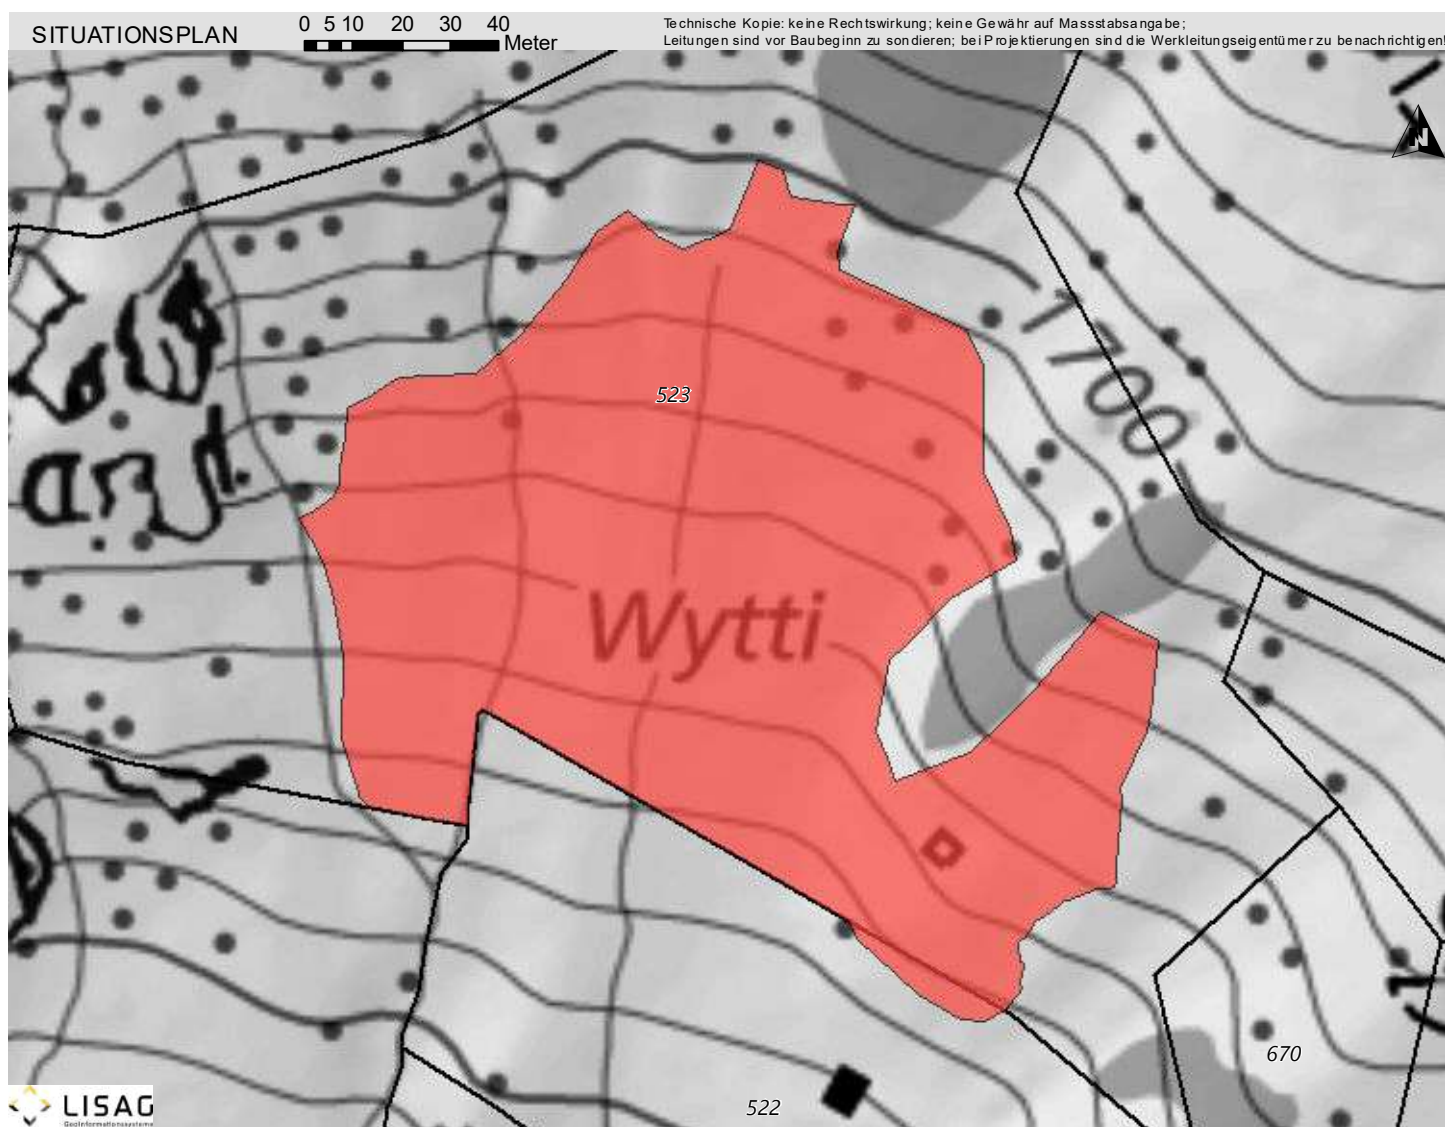 SITUATIONSPLAN
0 5 10 20 30 40
Meter
Technische Kopie: keine Rechtswirkung; keine Gewähr auf Massstabsangabe;
Leitungen sind vor Baubeginn zu sondieren; bei Projektierungen sind die Werkleitungseigentümer zu benachrichtigen!
N
1700
523
Wytti
670
522
LISAG
Geoinformationssysteme